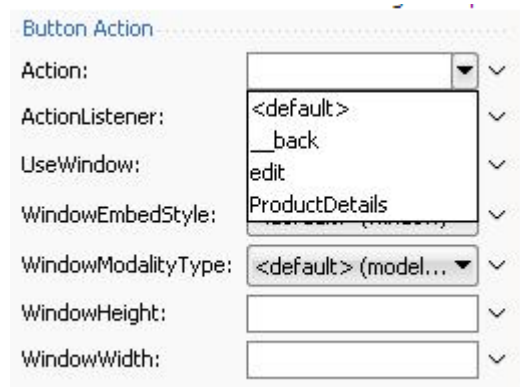 Button Action
Action:
<default>
ActionListener:
__back
UseWindow:
edit
ProductDetails
WindowEmbedStyle:
WindowModalityType: <default> (model...
WindowHeight:
WindowWidth: